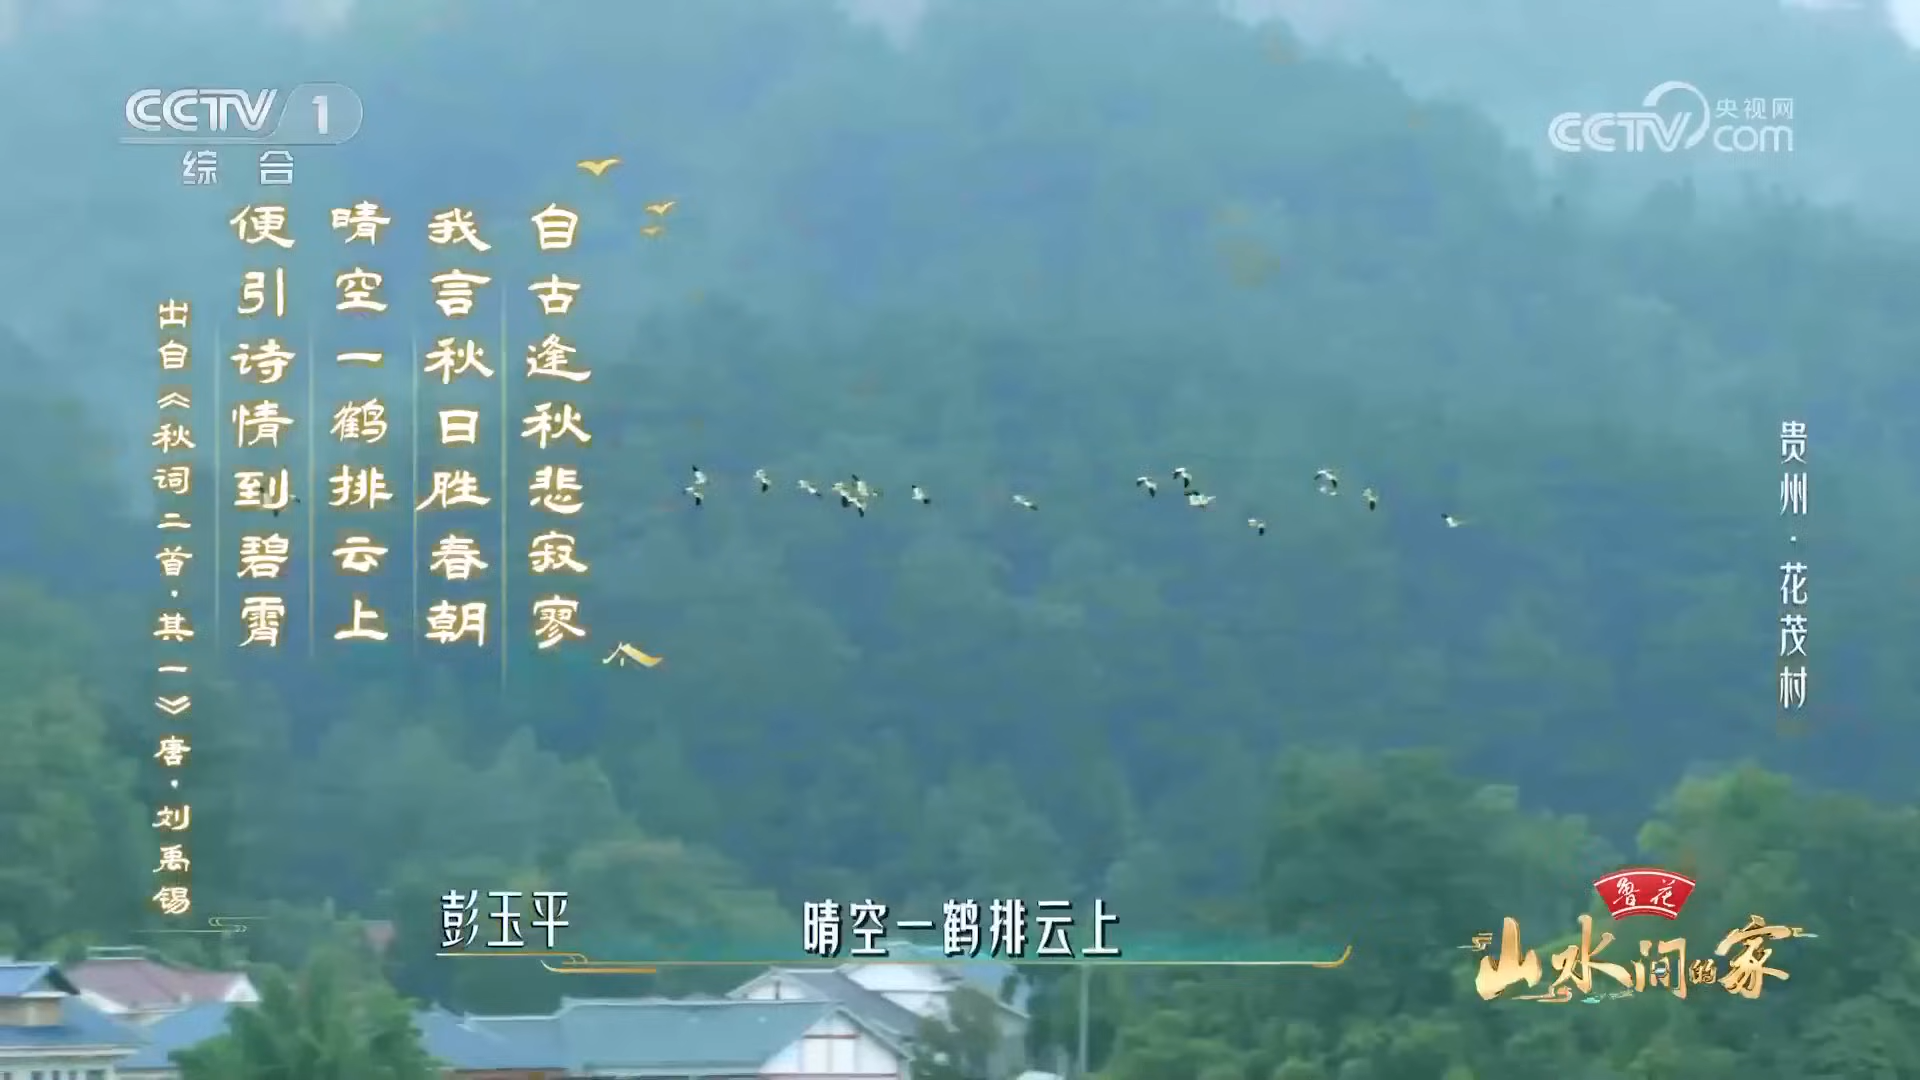 CCTV 1
综合
央视网
CCTV.com
自古逢秋悲寂寥
我言秋日胜春朝
晴空一鹤排云上
便引诗情到碧霄
出自《秋词二首·其一》唐·刘禹锡
贵州·花茂村
彭玉平
晴空一鹤排云上
鲁花
山水间的家